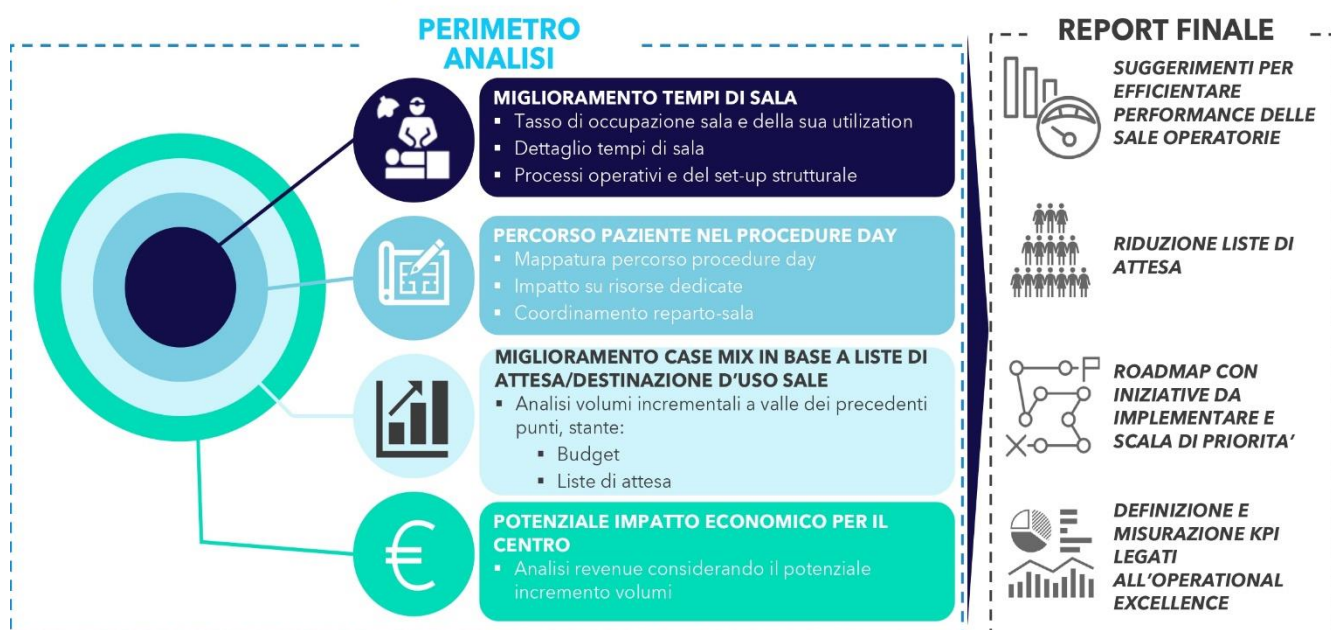 PERIMETRO
ANALISI
MIGLIORAMENTO TEMPI DI SALA
▪ Tasso di occupazione sala e della sua utilization
▪ Dettaglio tempi di sala
▪ Processi operativi e del set-up strutturale
PERCORSO PAZIENTE NEL PROCEDURE DAY
▪ Mappatura percorso procedure day
▪ Impatto su risorse dedicate
▪ Coordinamento reparto-sala
MIGLIORAMENTO CASE MIX IN BASE A LISTE DI
ATTESA/DESTINAZIONE D'USO SALE
▪ Analisi volumi incrementali a valle dei precedenti
punti, stante:
▪ Budget
▪ Liste di attesa
€
POTENZIALE IMPATTO ECONOMICO PER IL
CENTRO
▪ Analisi revenue considerando il potenziale
incremento volumi
REPORT FINALE
SUGGERIMENTI PER
EFFICIENTARE
PERFORMANCE DELLE
SALE OPERATORIE
RIDUZIONE LISTE DI
ATTESA
ROADMAP CON
INIZIATIVE DA
IMPLEMENTARE E
SCALA DI PRIORITA'
DEFINIZIONE E
MISURAZIONE KPI
LEGATI
ALL'OPERATIONAL
EXCELLENCE